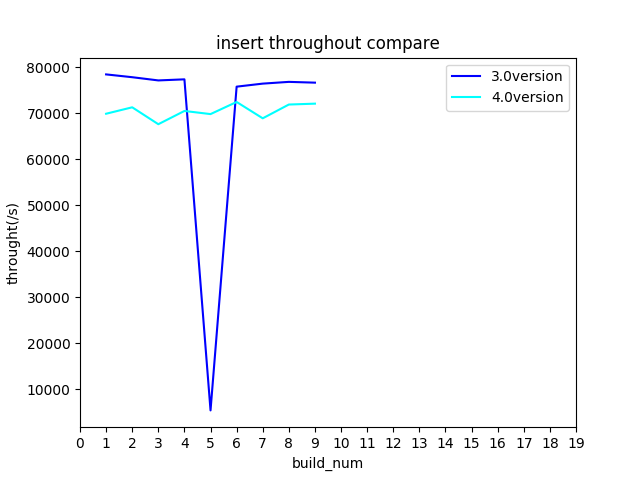 insert throughout compare
3.0version
4.0version
80000
70000
60000
50000
40000
30000
20000
10000
throught(/s)
0 1 2 3 4 5 6 7 8 9 10 11 12 13 14 15 16 17 18 19
build_num